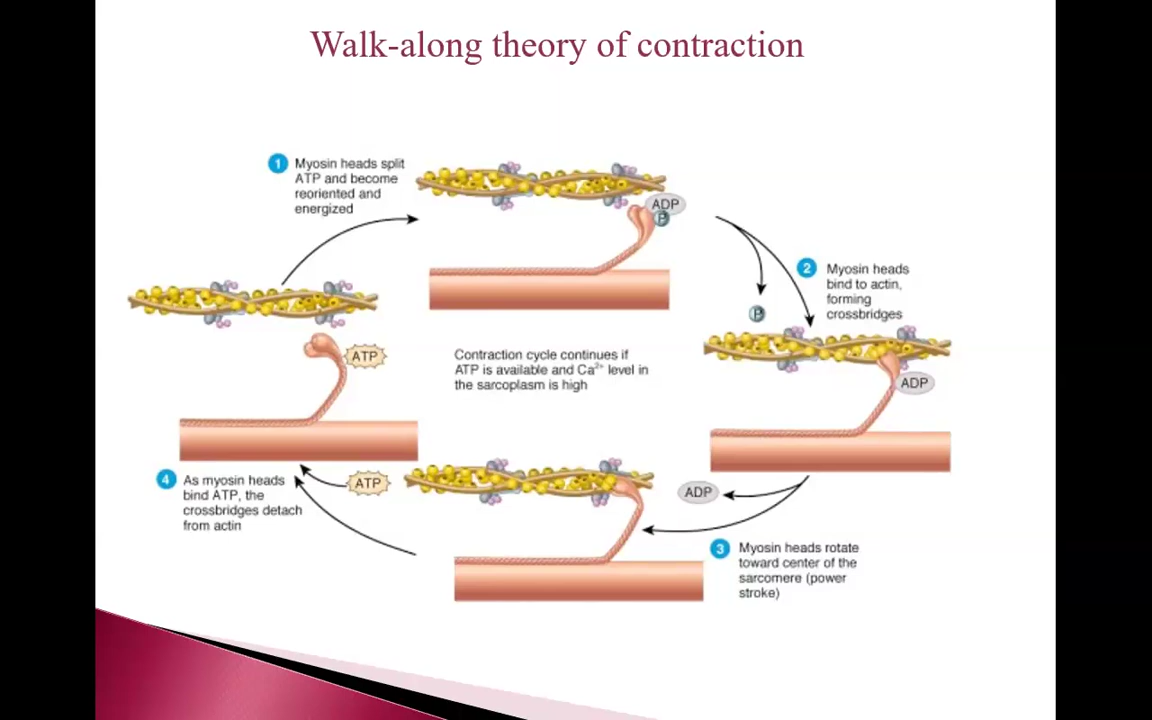 Walk-along theory of contraction
1 Myosin heads split
ATP and become
reoriented and
energized
ADP
P
2 Myosin heads
bind to actin,
forming
crossbridges
P
ATP
Contraction cycle continues if
ATP is available and Ca2+ level in
the sarcoplasm is high
ADP
4 As myosin heads
bind ATP, the
crossbridges detach
from actin
ATP
ADP
3 Myosin heads rotate
toward center of the
sarcomere (power
stroke)